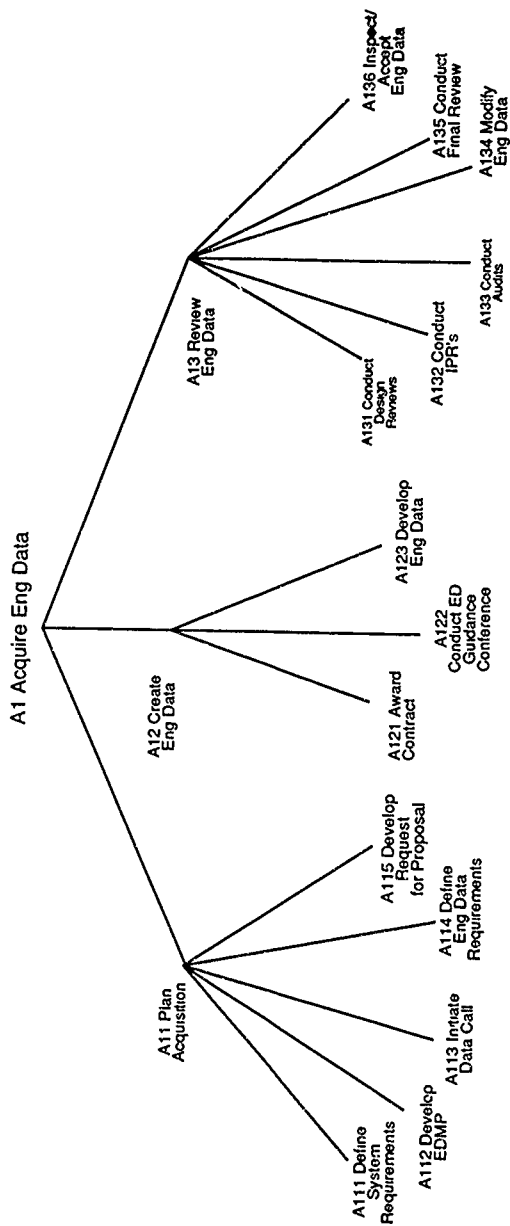 A1 Acquire Eng Data
A11 Plan
Acquisition
A12 Create
Eng Data
A13 Review
Eng Data
A111 Define
System
Requirements
A112 Develop
EDMP
A113 Initiate
Data Call
A114 Define
Eng Data
Requirements
A115 Develop
Request
for Proposal
A121 Award
Contract
A122
Conduct ED
Guidance
Conference
A123 Develop
Eng Data
A131 Conduct
Design
Reviews
A132 Conduct
IPR's
A133 Conduct
Audits
A134 Modify
Eng Data
A135 Conduct
Final Review
A136 Inspect/
Accept
Eng Data